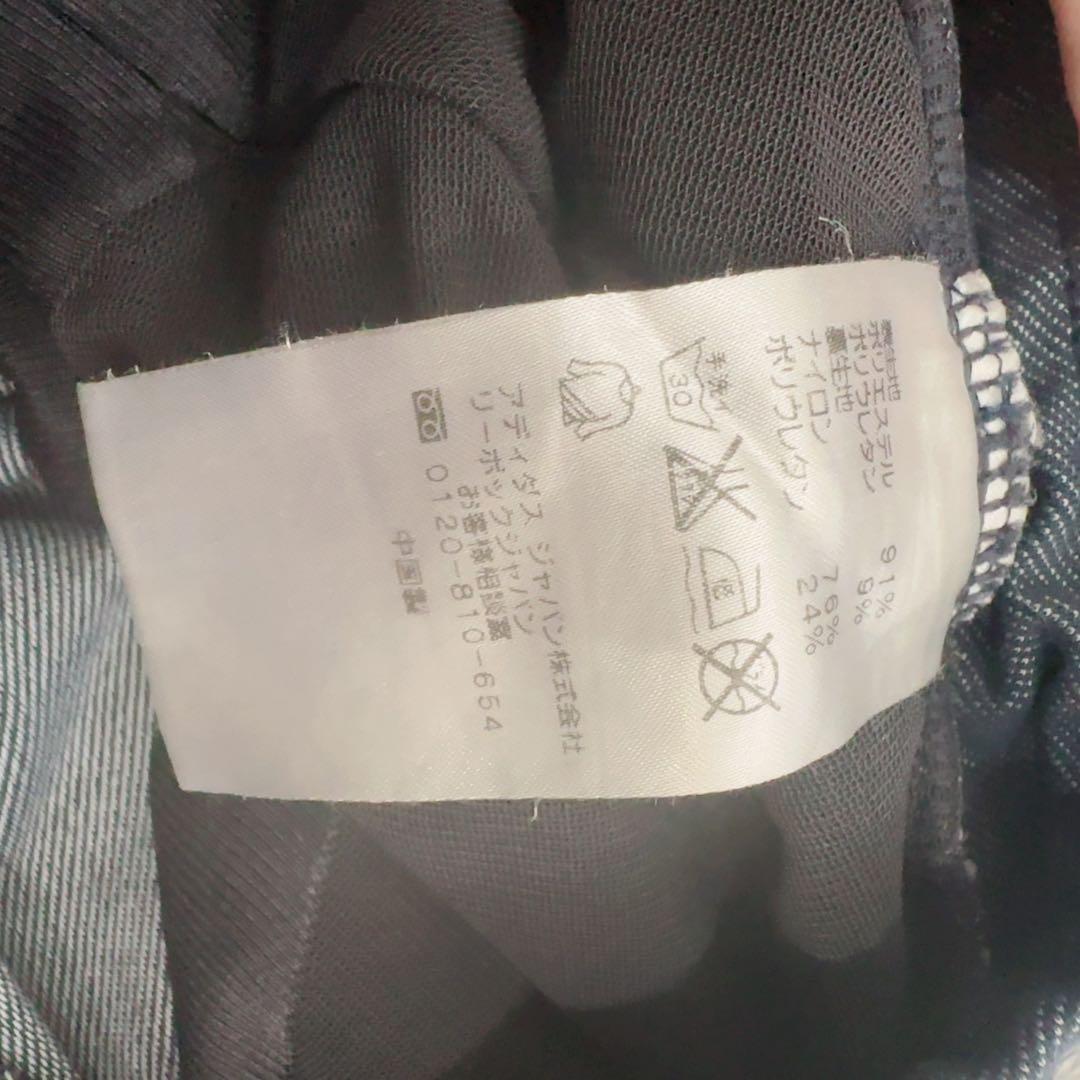 ポリエステル 91%
ポリウレタン 9%
裏生地
ナイロン 76%
ポリウレタン 24%
手洗イ
30
アディダス ジャパン株式会社
リーボックジャパン
お客様相談窓
0120-810-654
中国製